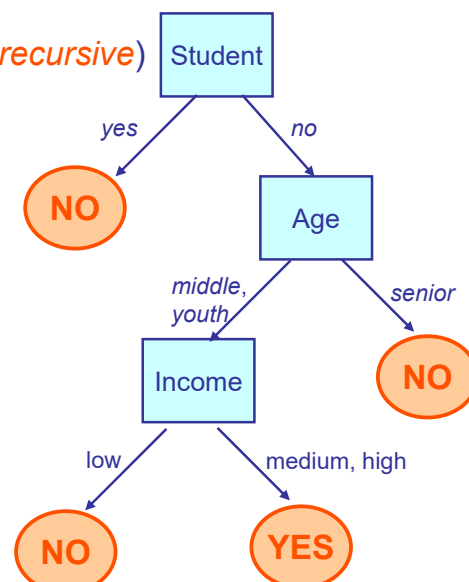 recursive)
Student
yes
no
NO
Age
middle,
youth
senior
Income
NO
low
medium, high
NO
YES